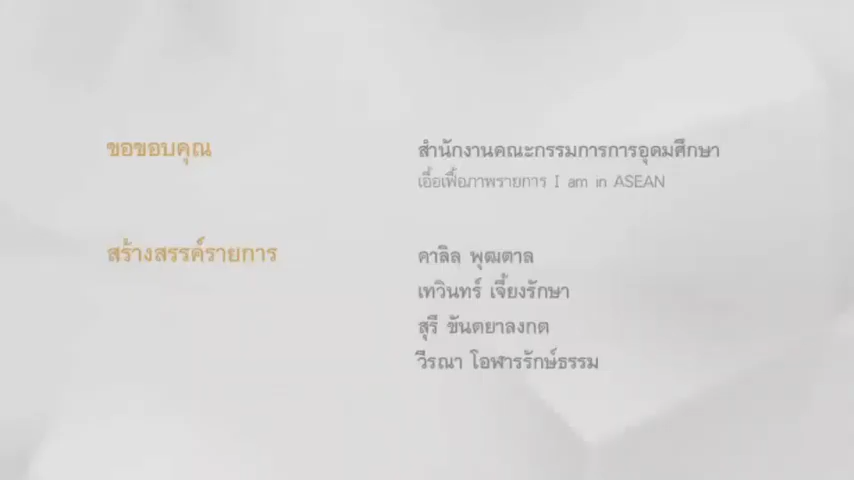 ขอขอบคุณ
สำนักงานคณะกรรมการการอุดมศึกษา
เอื้อเฟื้อภาพรายการ I am in ASEAN
สร้างสรรค์รายการ
คาลิล พุฒตาล
เทวินทร์ เจี้ยงรักษา
สุรี ขันตยาลงกต
วีรณา โอฬารรักษ์ธรรม